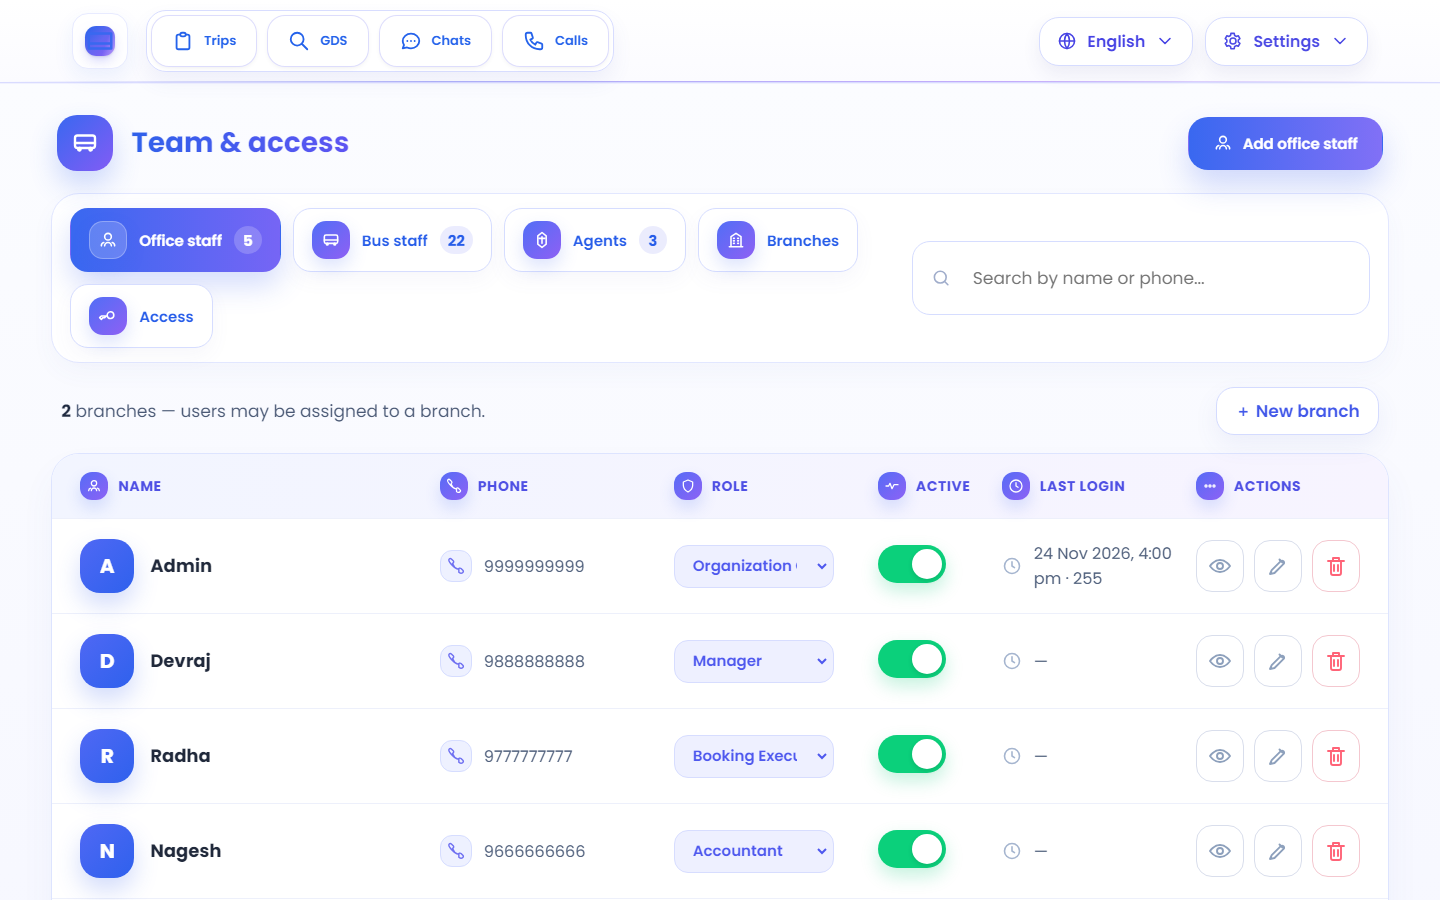 Trips
GDS
Chats
Calls
English
Settings
Team & access
Add office staff
Office staff 5
Bus staff 22
Agents 3
Branches
Search by name or phone...
Access
2 branches — users may be assigned to a branch.
+ New branch
NAME PHONE ROLE ACTIVE LAST LOGIN ACTIONS
A Admin 9999999999 Organization 24 Nov 2026, 4:00
pm · 255
D Devraj 9888888888 Manager —
R Radha 9777777777 Booking Execu —
N Nagesh 9666666666 Accountant —